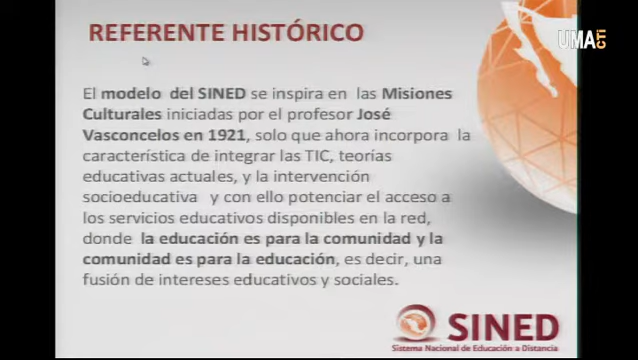 REFERENTE HISTÓRICO
UMA CTI
El modelo del SINED se inspira en las Misiones
Culturales iniciadas por el profesor José
Vasconcelos en 1921, solo que ahora incorpora la
característica de integrar las TIC, teorías
educativas actuales, y la intervención
socioeducativa y con ello potenciar el acceso a
los servicios educativos disponibles en la red,
donde la educación es para la comunidad y la
comunidad es para la educación, es decir, una
fusión de intereses educativos y sociales.
SINED
Sistema Nacional de Educación a Distancia